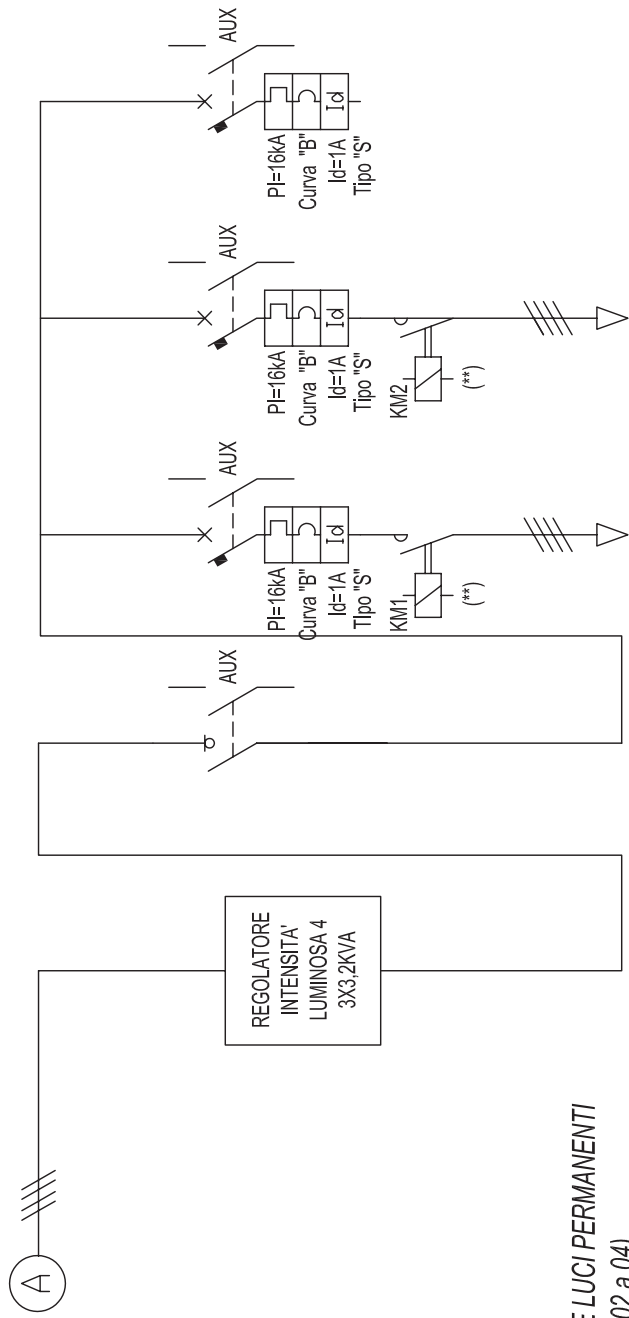 A
REGOLATORE
INTENSITA'
LUMINOSA 4
3X3,2KVA
AUX
AUX
PI=16kA
Curva "B"
Id=1A
Tipo "S"
Id
KM1
(**)
AUX
PI=16kA
Curva "B"
Id=1A
Tipo "S"
Id
KM2
(**)
AUX
PI=16kA
Curva "B"
Id=1A
Tipo "S"
Id
E LUCI PERMANENTI
02 a 04)